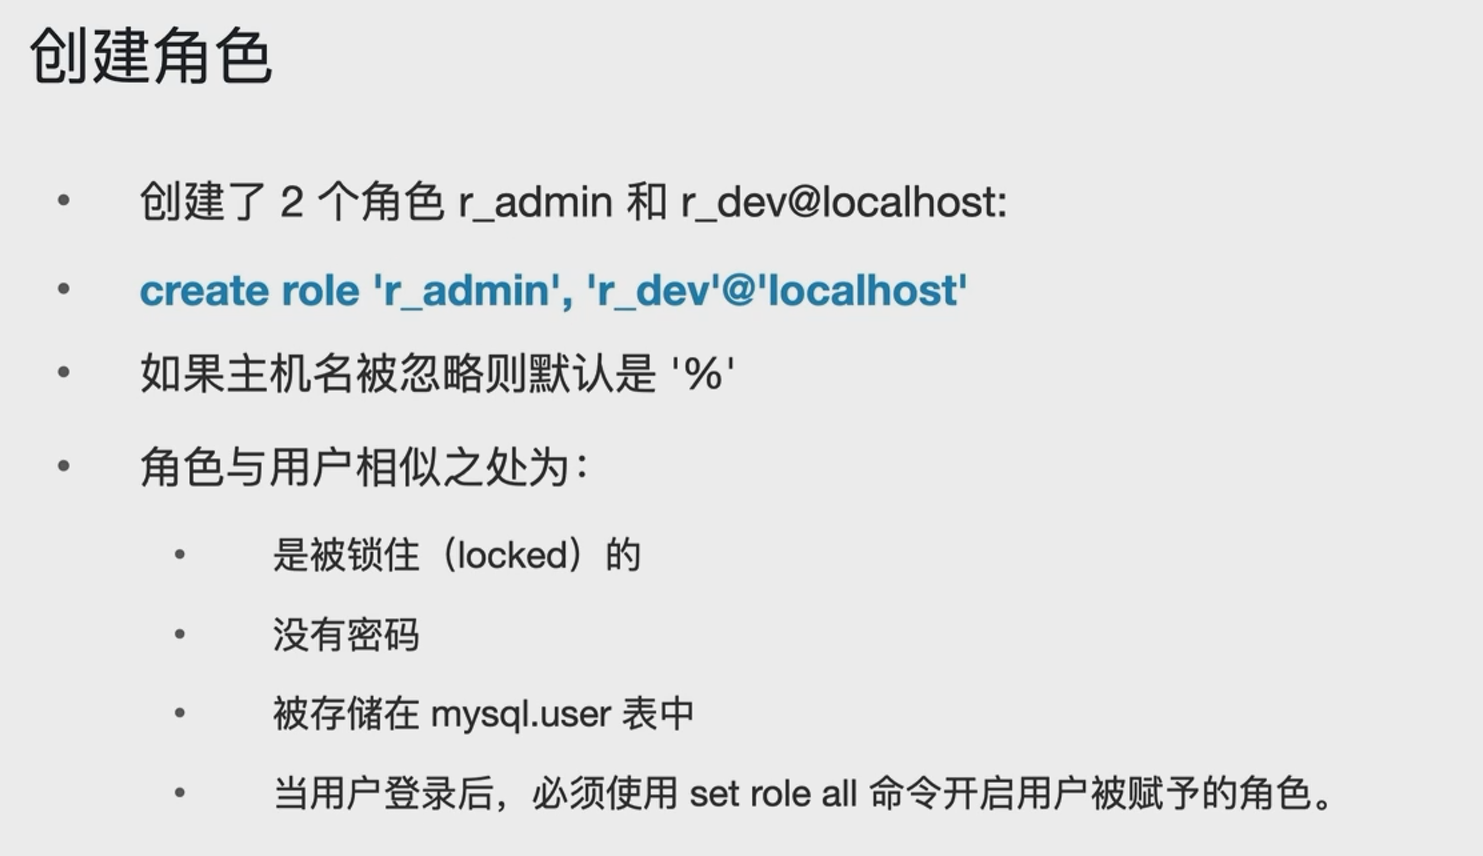 创建角色
创建了 2 个角色 r_admin 和 r_dev@localhost:
create role 'r_admin', 'r_dev'@'localhost'
如果主机名被忽略则默认是 '%'
角色与用户相似之处为：
是被锁住（locked）的
没有密码
被存储在 mysql.user 表中
当用户登录后，必须使用 set role all 命令开启用户被赋予的角色。